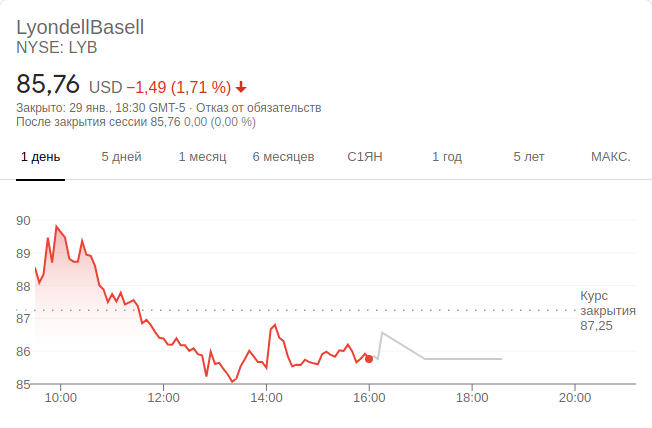 LyondellBasell
NYSE: LYB
85,76 USD −1,49 (1,71 %)
Закрыто: 29 янв., 18:30 GMT-5 · Отказ от обязательств
После закрытия сессии 85,76 0,00 (0,00 %)
1 день 5 дней 1 месяц 6 месяцев С1ЯН 1 год 5 лет МАКС.
90
89
88
Курс
закрытия
87,25
87
86
85
10:00 12:00 14:00 16:00 18:00 20:00